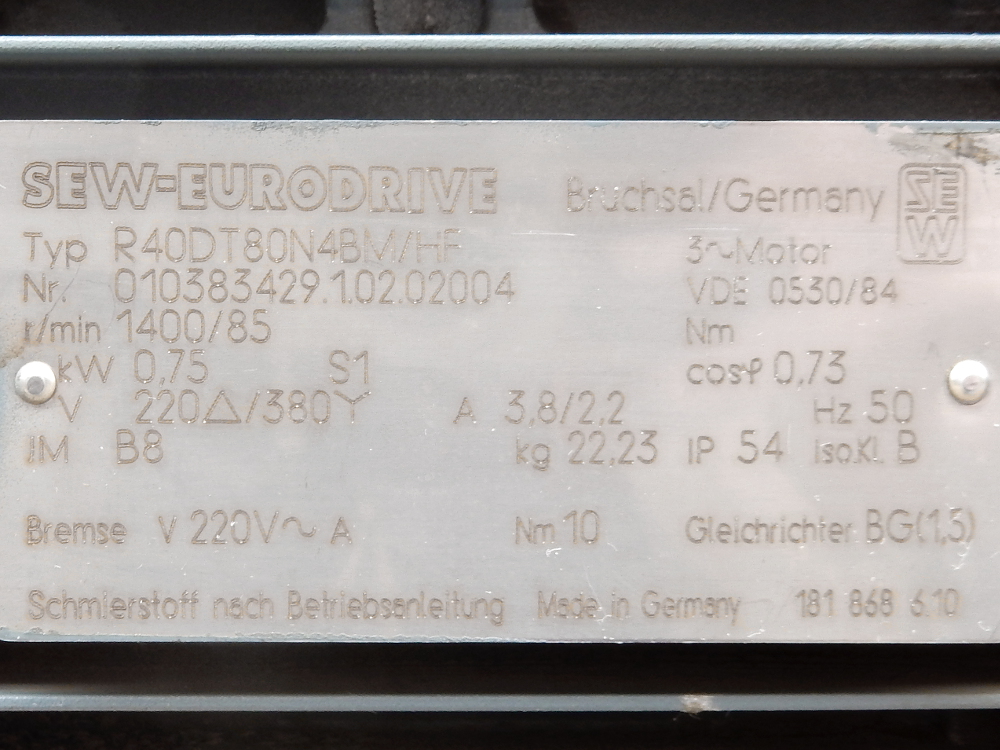 SEW-EURODRIVE Bruchsal/Germany SEW
Typ R40DT80N4BM/HF 3~Motor
Nr. 010383429.1.02.02004 VDE 0530/84
r/min 1400/85 Nm
kW 0,75 S1 cosφ 0,73
V 220△/380Y A 3,8/2,2 Hz 50
IM B8 kg 22,23 IP 54 Iso.Kl. B
Bremse V 220V~ A Nm 10 Gleichrichter BG(1,3)
Schmierstoff nach Betriebsanleitung Made in Germany 181 868 6.10